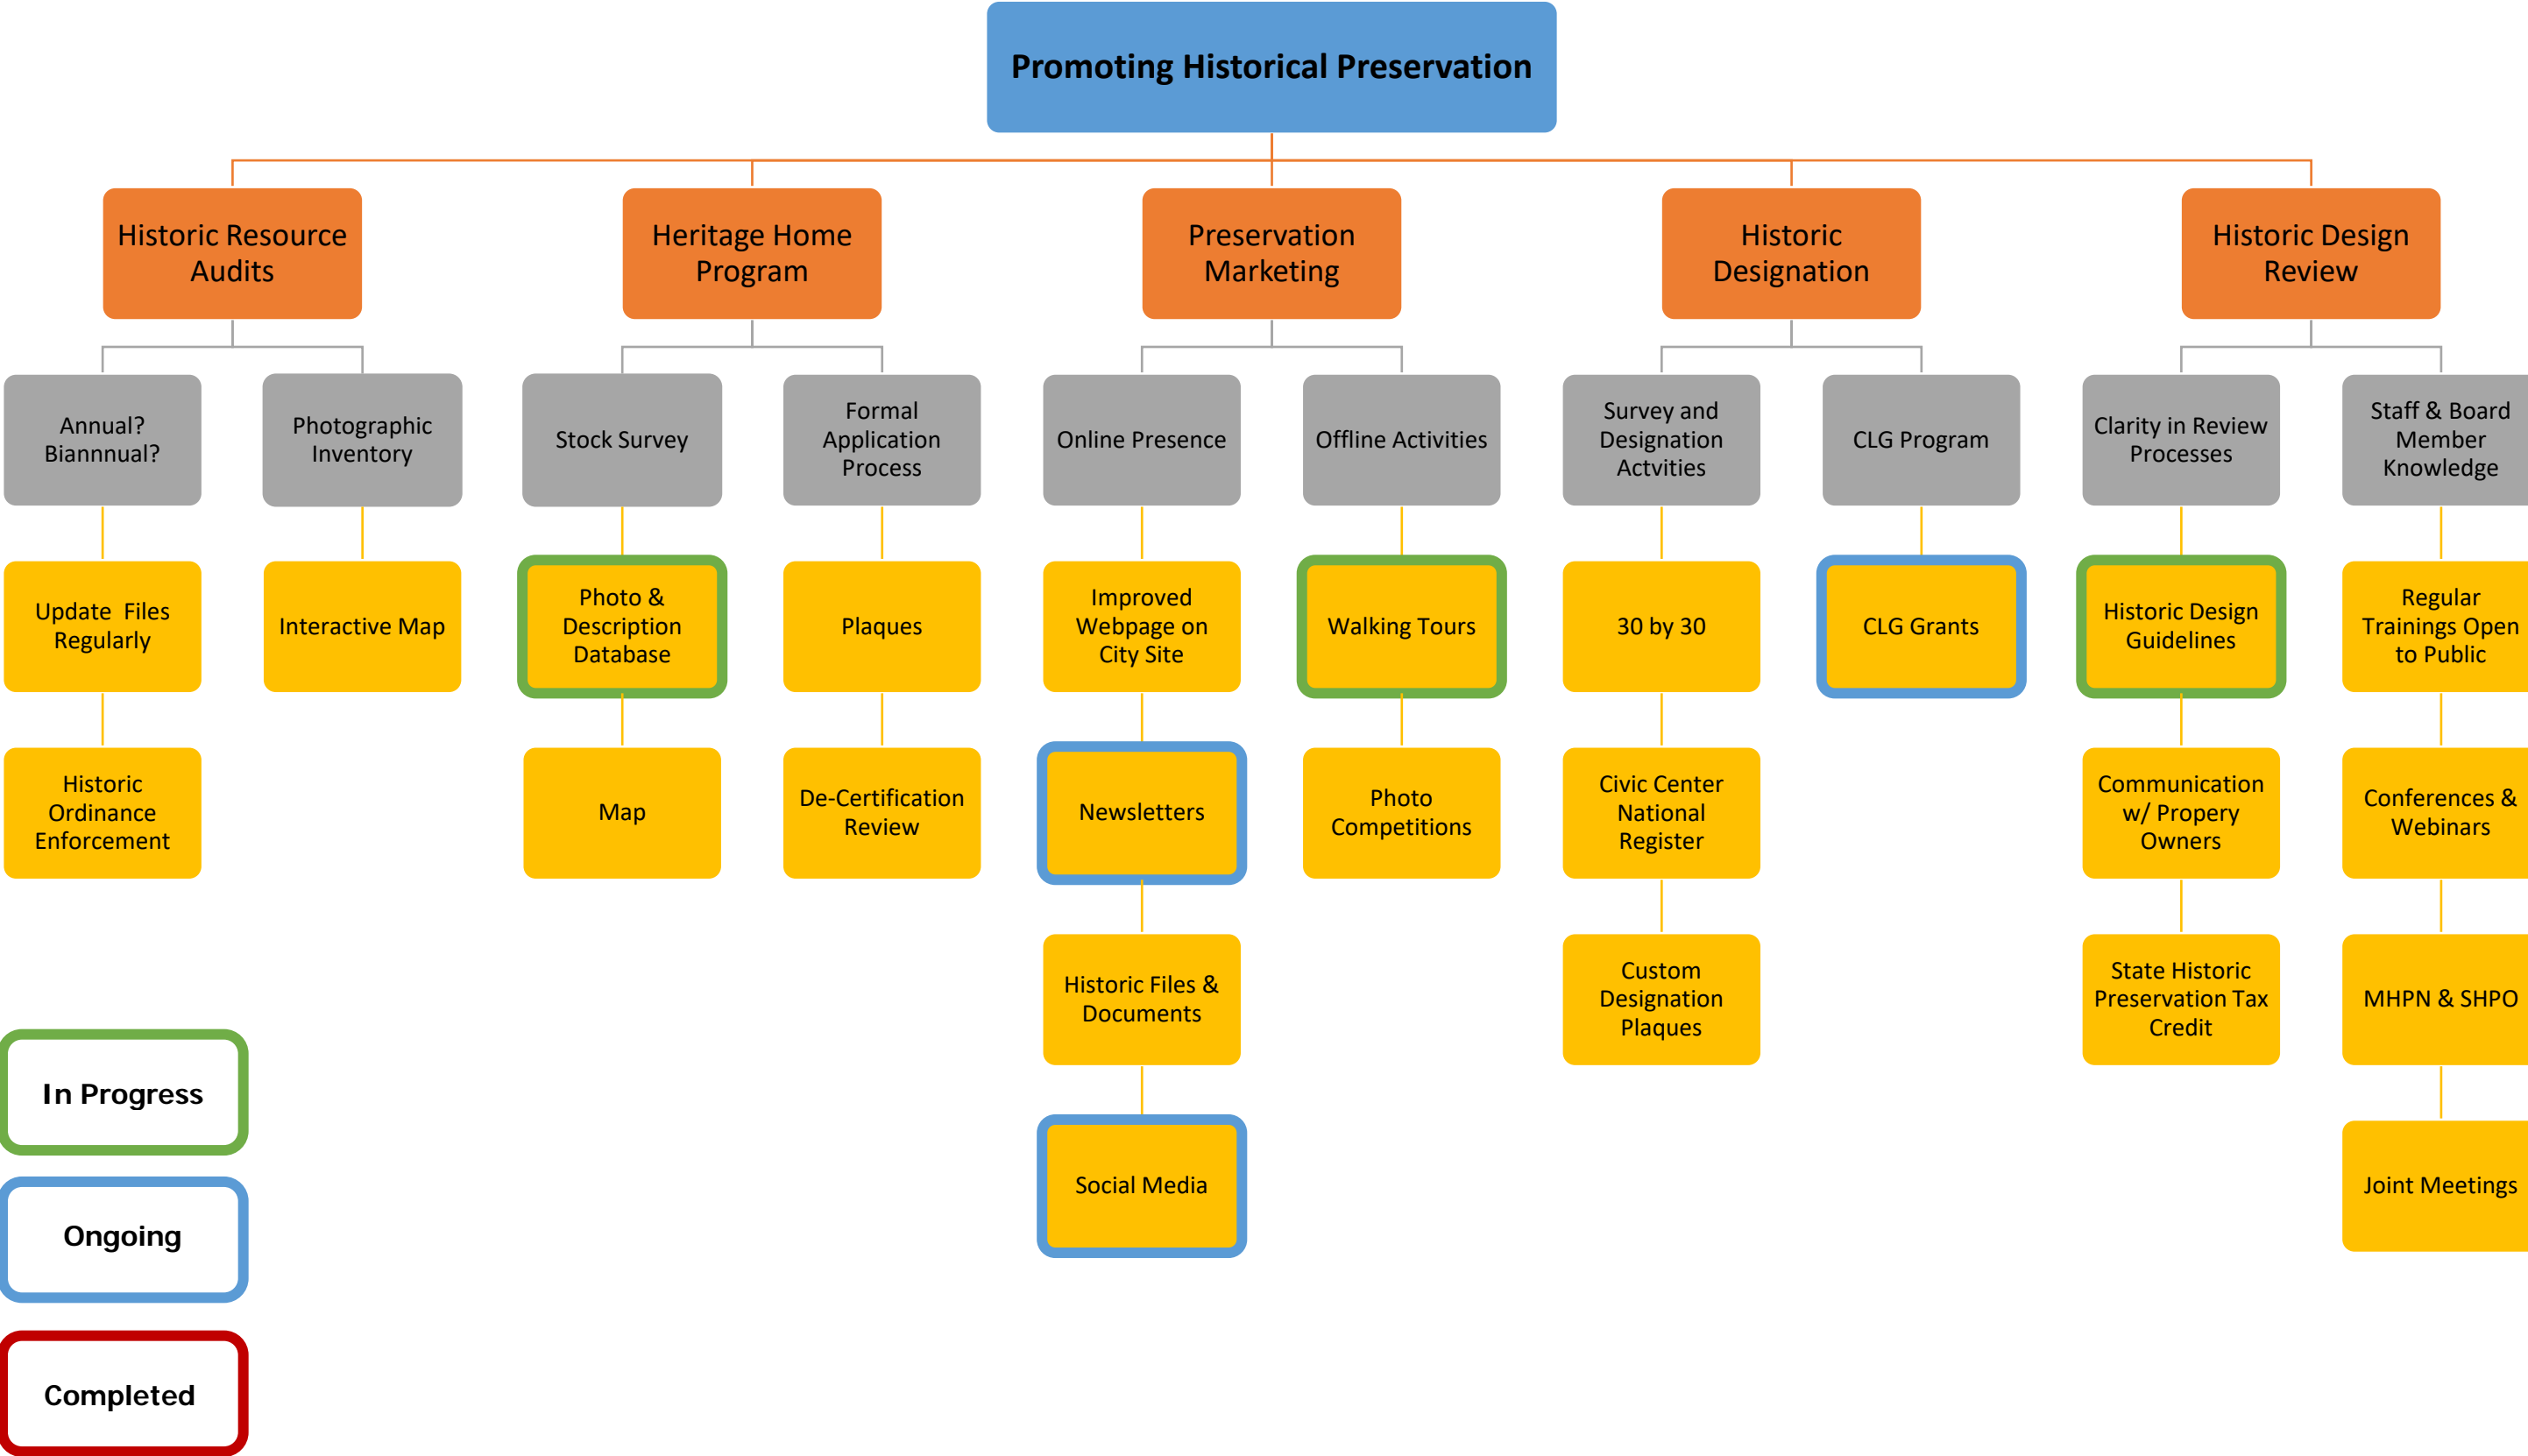 Promoting Historical Preservation
Historic Resource
Audits
Heritage Home
Program
Preservation
Marketing
Historic
Designation
Historic Design
Review
Annual?
Biannnual?
Photographic
Inventory
Stock Survey
Formal
Application
Process
Online Presence
Offline Activities
Survey and
Designation
Actvities
CLG Program
Clarity in Review
Processes
Staff & Board
Member
Knowledge
Update  Files
Regularly
Interactive Map
Photo &
Description
Database
Plaques
Improved
Webpage on
City Site
Walking Tours
30 by 30
CLG Grants
Historic Design
Guidelines
Regular
Trainings Open
to Public
Historic
Ordinance
Enforcement
Map
De-Certification
Review
Newsletters
Photo
Competitions
Civic Center
National
Register
Communication
w/ Propery
Owners
Conferences &
Webinars
Historic Files &
Documents
Custom
Designation
Plaques
State Historic
Preservation Tax
Credit
MHPN & SHPO
Social Media
Joint Meetings
In Progress
Ongoing
Completed